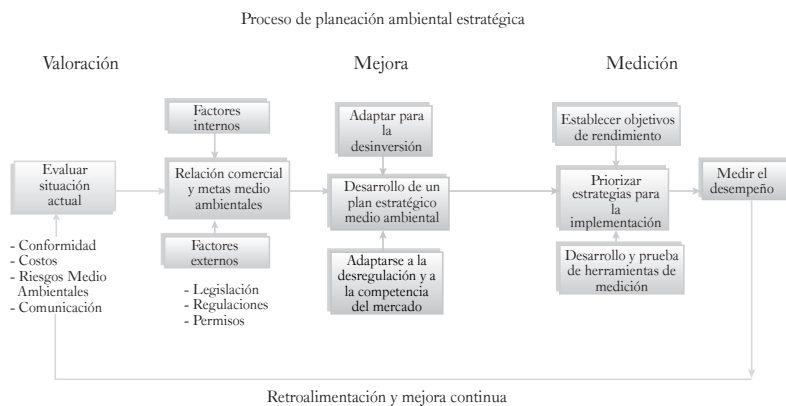 Proceso de planeación ambiental estratégica
Valoración
Mejora
Medición
Evaluar
situación
actual
- Conformidad
- Costos
- Riesgos Medio
Ambientales
- Comunicación
Factores
internos
Relación comercial
y metas medio
ambientales
Factores
externos
- Legislación
- Regulaciones
- Permisos
Adaptar para
la
desinversión
Desarrollo de un
plan estratégico
medio ambiental
Adaptarse a la
desregulación y a
la competencia
del mercado
Establecer objetivos
de rendimiento
Priorizar
estrategias para
la
implementación
Desarrollo y prueba
de herramientas de
medición
Medir el
desempeño
Retroalimentación y mejora continua